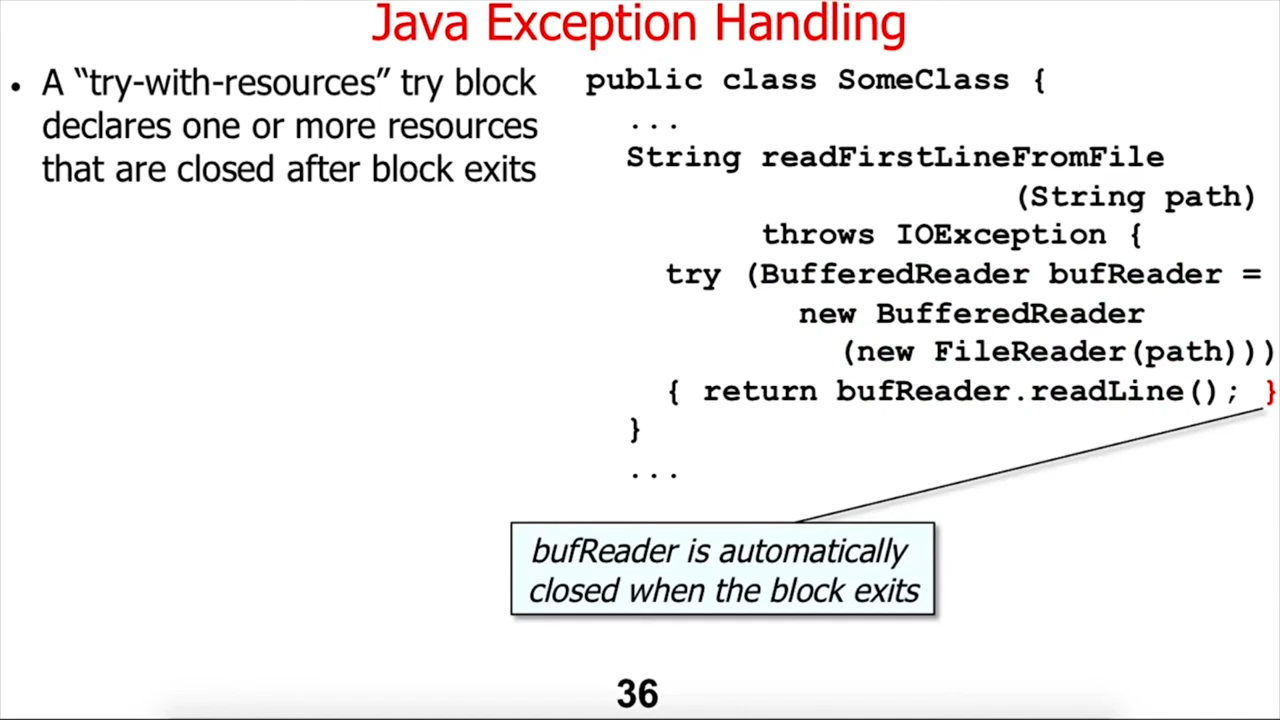 Java Exception Handling
• A “try-with-resources” try block
declares one or more resources
that are closed after block exits
public class SomeClass {
...
String readFirstLineFromFile
(String path)
throws IOException {
try (BufferedReader bufReader =
new BufferedReader
(new FileReader(path)))
{ return bufReader.readLine(); }
}
...
bufReader is automatically
closed when the block exits
36